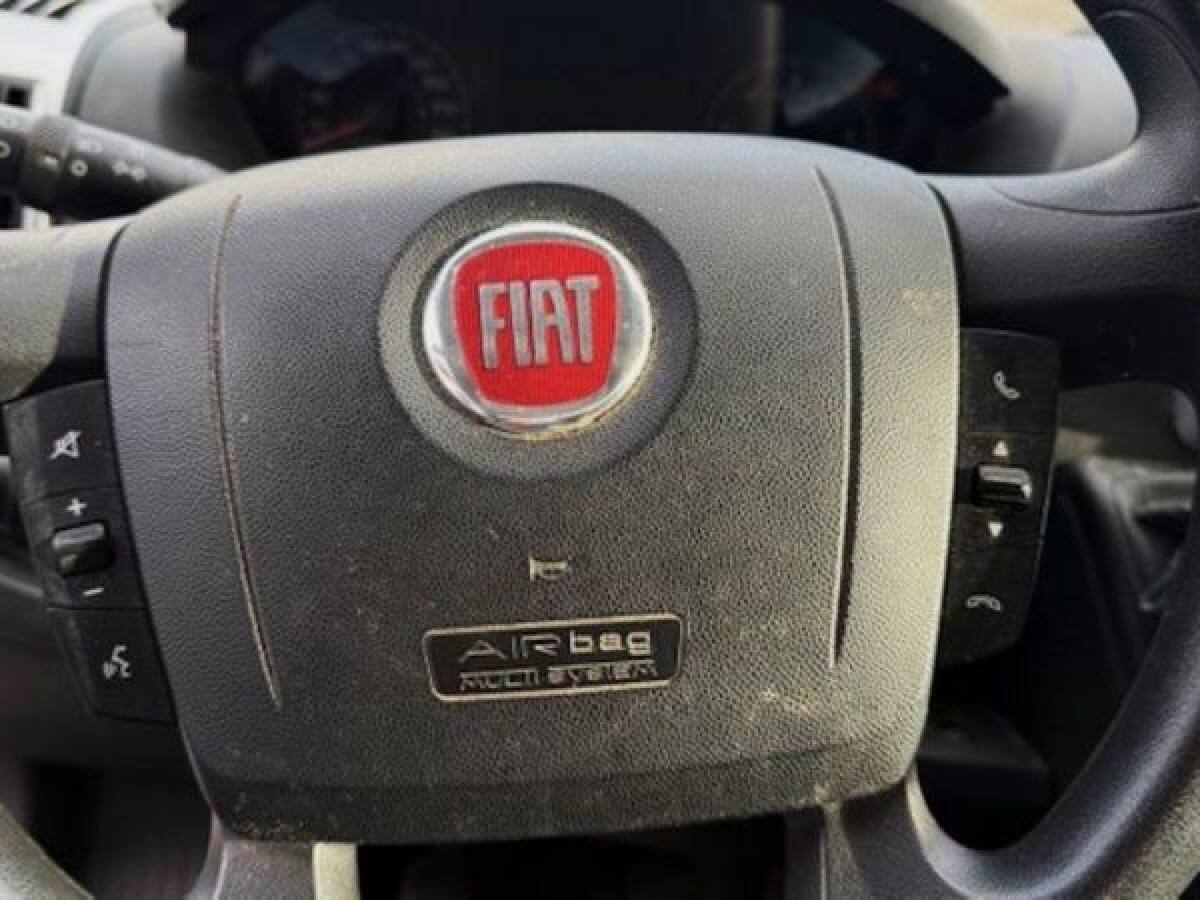 FIAT
AIRbag
MULTI SYSTEM